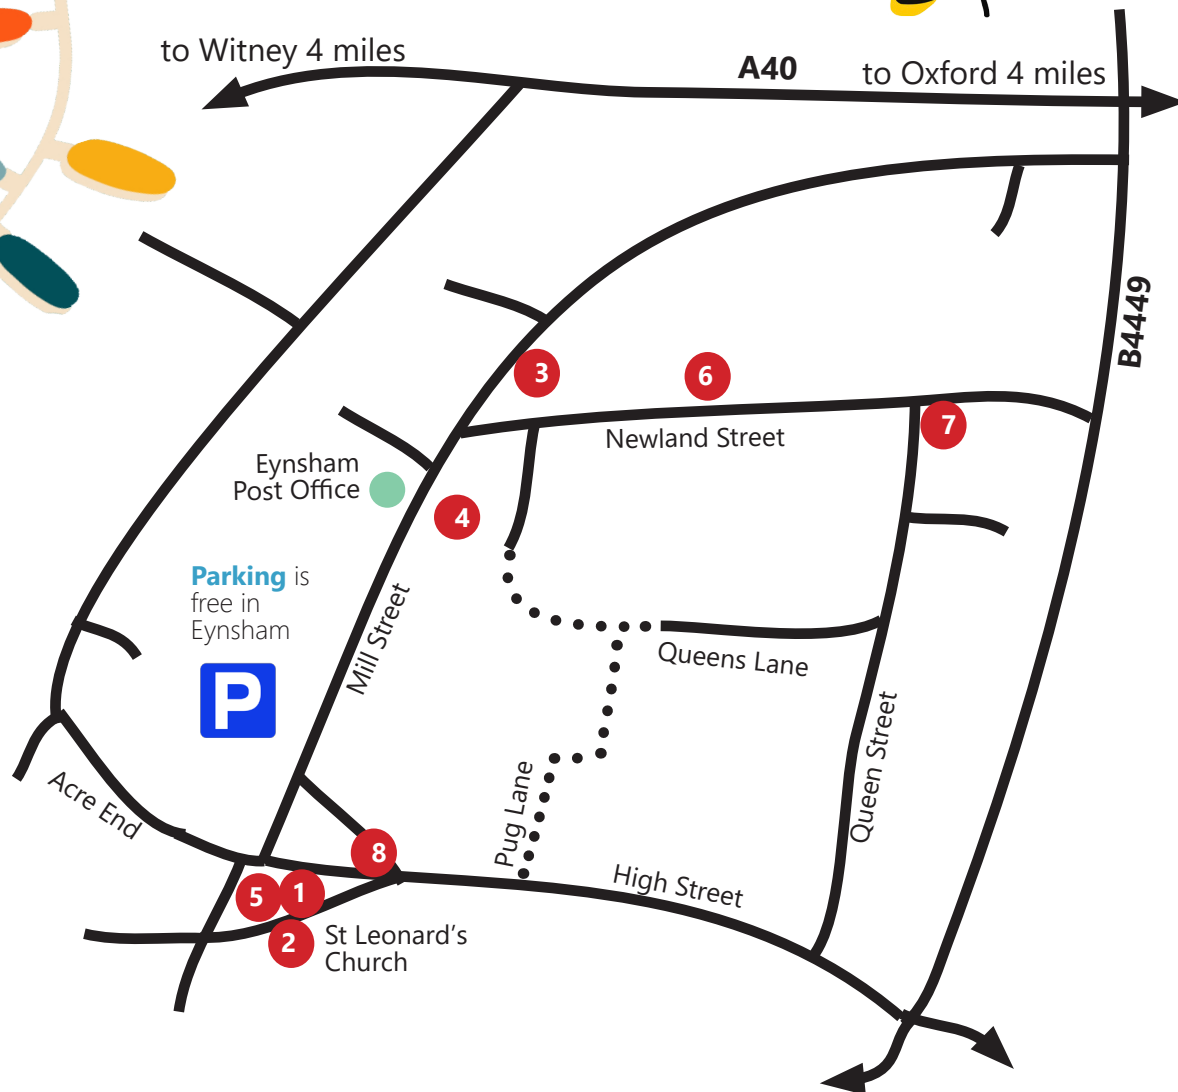 to Witney 4 miles
A40
to Oxford 4 miles
B4449
3
6
7
Newland Street
Eynsham
Post Office
4
Parking is
free in
Eynsham
P
Mill Street
Queens Lane
Queen Street
Acre End
Pug Lane
8
High Street
5
1
2
St Leonard’s
Church